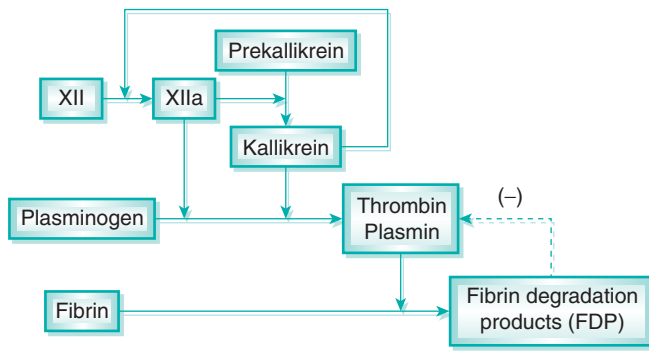 Prekallikrein
XII
XIIa
Kallikrein
Plasminogen
Thrombin
Plasmin
(–)
Fibrin
Fibrin degradation
products (FDP)